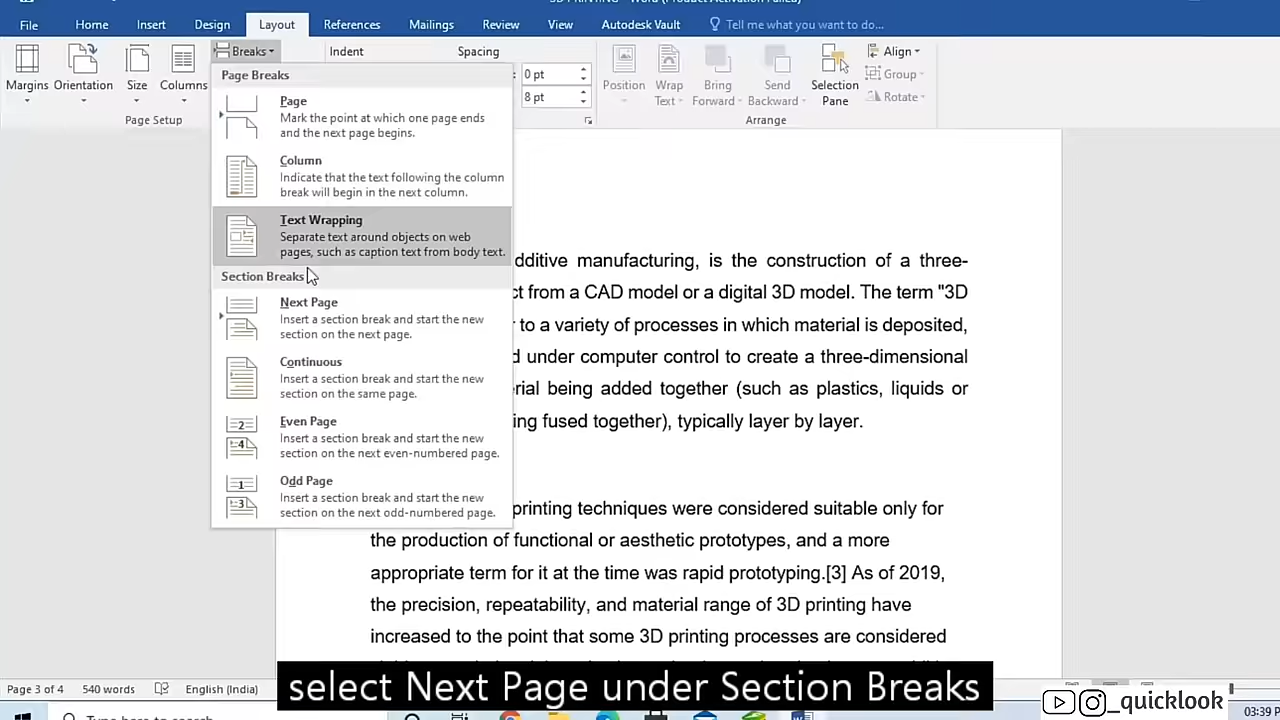 File Home Insert Design Layout References Mailings Review View Autodesk Vault Tell me what you want to do...
Breaks Indent Spacing
Margins Orientation Size Columns
0 pt
8 pt
Position Wrap Text Bring Forward Send Backward Selection Pane
Align
Group
Rotate
Page Setup Arrange
Page Breaks
Page
Mark the point at which one page ends
and the next page begins.
Column
Indicate that the text following the column
break will begin in the next column.
Text Wrapping
Separate text around objects on web
pages, such as caption text from body text.
Section Breaks
Next Page
Insert a section break and start the new
section on the next page.
Continuous
Insert a section break and start the new
section on the same page.
Even Page
Insert a section break and start the new
section on the next even-numbered page.
Odd Page
Insert a section break and start the new
section on the next odd-numbered page.
dditive manufacturing, is the construction of a three-
ct from a CAD model or a digital 3D model. The term "3D
r to a variety of processes in which material is deposited,
d under computer control to create a three-dimensional
rial being added together (such as plastics, liquids or
ing fused together), typically layer by layer.
printing techniques were considered suitable only for
the production of functional or aesthetic prototypes, and a more
appropriate term for it at the time was rapid prototyping.[3] As of 2019,
the precision, repeatability, and material range of 3D printing have
increased to the point that some 3D printing processes are considered
Page 3 of 4 540 words English (India)
select Next Page under Section Breaks
_quicklook
03:39 PM